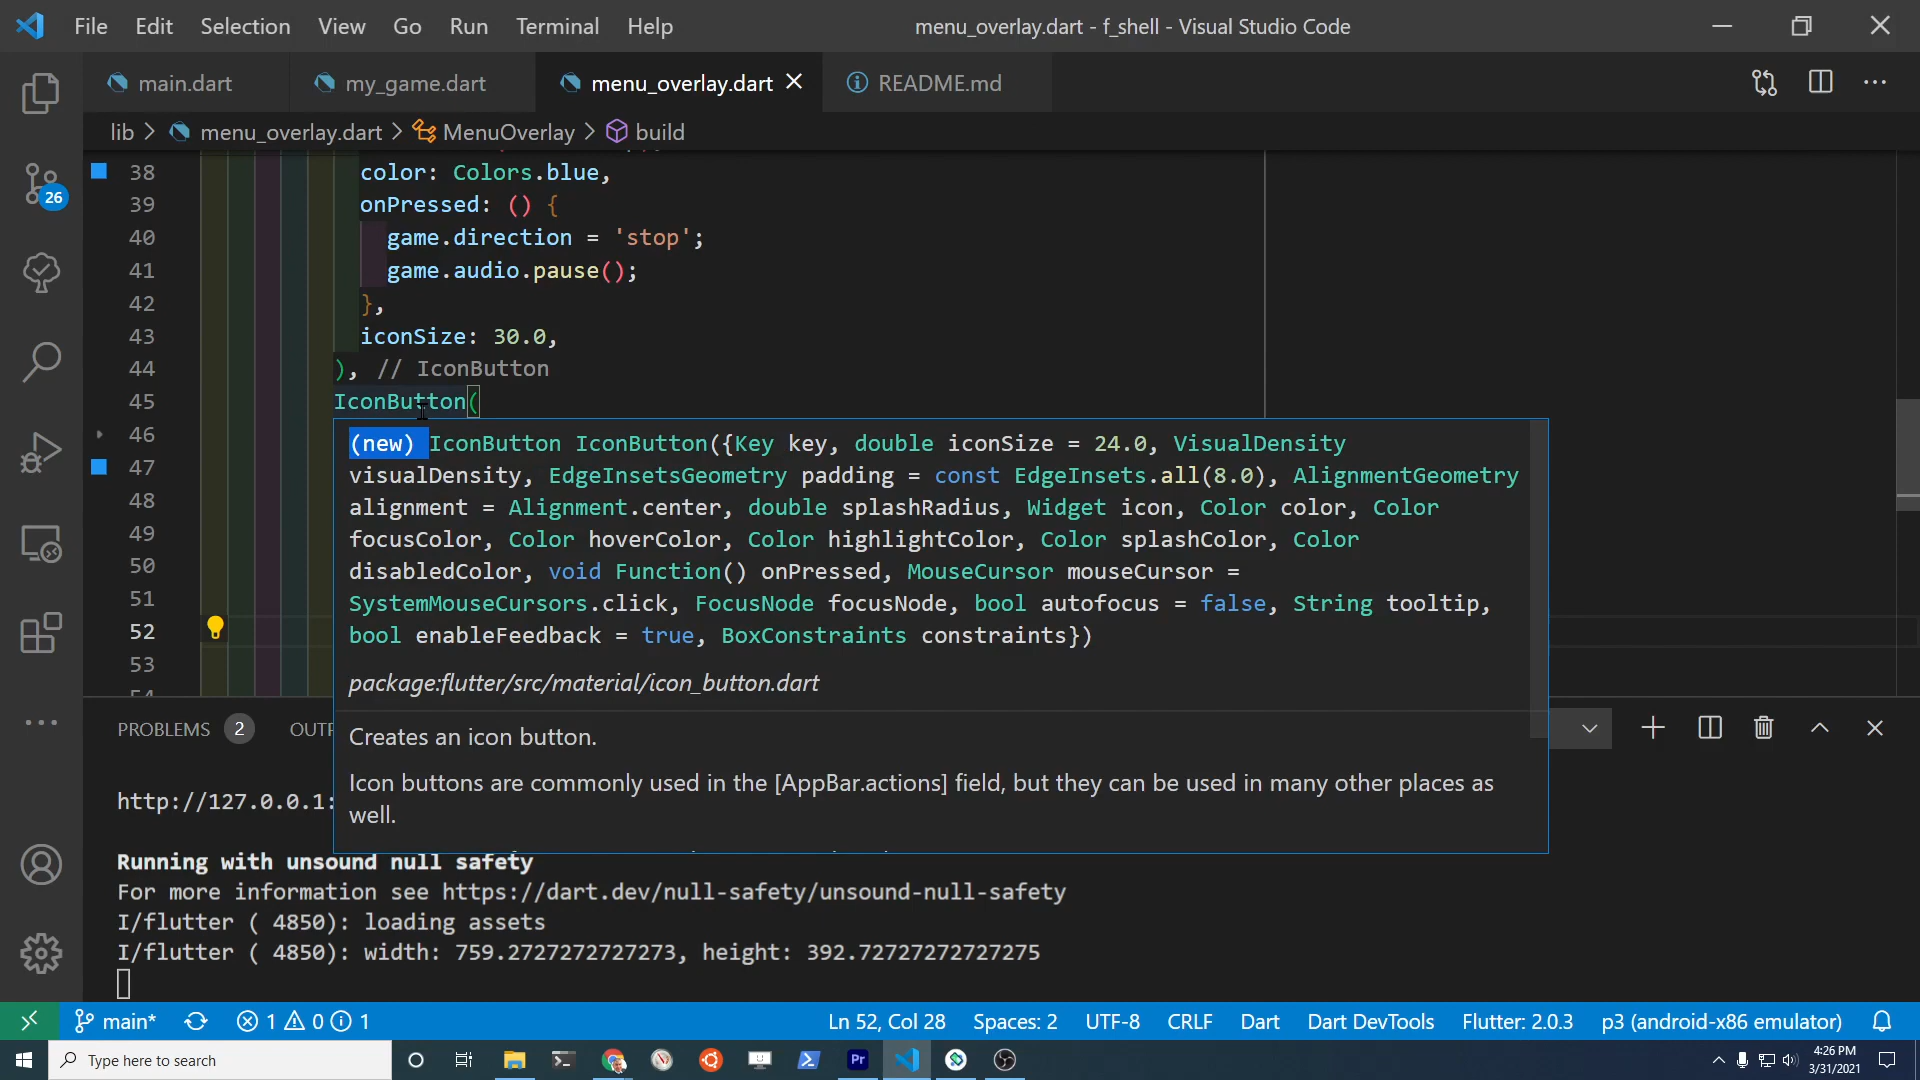 File Edit Selection View Go Run Terminal Help menu_overlay.dart - f_shell - Visual Studio Code
main.dart my_game.dart menu_overlay.dart README.md
lib > menu_overlay.dart > MenuOverlay > build
38 color: Colors.blue,
39 onPressed: () {
40 game.direction = 'stop';
41 game.audio.pause();
42 },
43 iconSize: 30.0,
44 ), // IconButton
45 IconButton(
46
47
48
49
50
51
52
53
54
26
(new) IconButton IconButton({Key key, double iconSize = 24.0, VisualDensity
visualDensity, EdgeInsetsGeometry padding = const EdgeInsets.all(8.0), AlignmentGeometry
alignment = Alignment.center, double splashRadius, Widget icon, Color color, Color
focusColor, Color hoverColor, Color highlightColor, Color splashColor, Color
disabledColor, void Function() onPressed, MouseCursor mouseCursor =
SystemMouseCursors.click, FocusNode focusNode, bool autofocus = false, String tooltip,
bool enableFeedback = true, BoxConstraints constraints})
package:flutter/src/material/icon_button.dart
Creates an icon button.
Icon buttons are commonly used in the [AppBar.actions] field, but they can be used in many other places as
well.
PROBLEMS 2 OUTP
http://127.0.0.1:
Running with unsound null safety
For more information see https://dart.dev/null-safety/unsound-null-safety
I/flutter ( 4850): loading assets
I/flutter ( 4850): width: 759.2727272727273, height: 392.72727272727275
main* 1 0 1 Ln 52, Col 28 Spaces: 2 UTF-8 CRLF Dart Dart DevTools Flutter: 2.0.3 p3 (android-x86 emulator)
Type here to search Pr 4:26 PM
3/31/2021